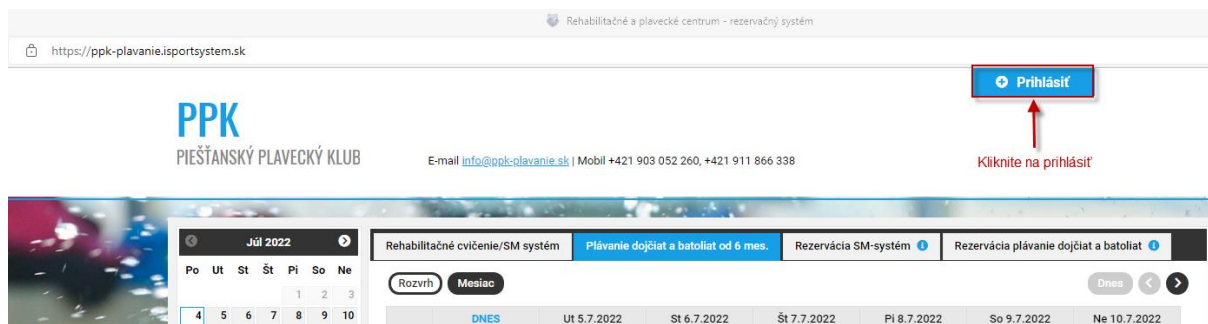 Rehabilitačné a plavecké centrum - rezervačný systém
https://ppk-plavanie.isportsystem.sk
Prihlásiť
PPK
PIEŠŤANSKÝ PLAVECKÝ KLUB
E-mail info@ppk-plavanie.sk | Mobil +421 903 052 260, +421 911 866 338
Kliknite na prihlásiť
Júl 2022
Po Ut St Št Pi So Ne
1 2 3
4 5 6 7 8 9 10
Rehabilitačné cvičenie/SM systém Plávanie dojčiat a batoliat od 6 mes. Rezervácia SM-systém Rezervácia plávanie dojčiat a batoliat
Rozvrh Mesiac Dnes
DNES Ut 5.7.2022 St 6.7.2022 Št 7.7.2022 Pi 8.7.2022 So 9.7.2022 Ne 10.7.2022